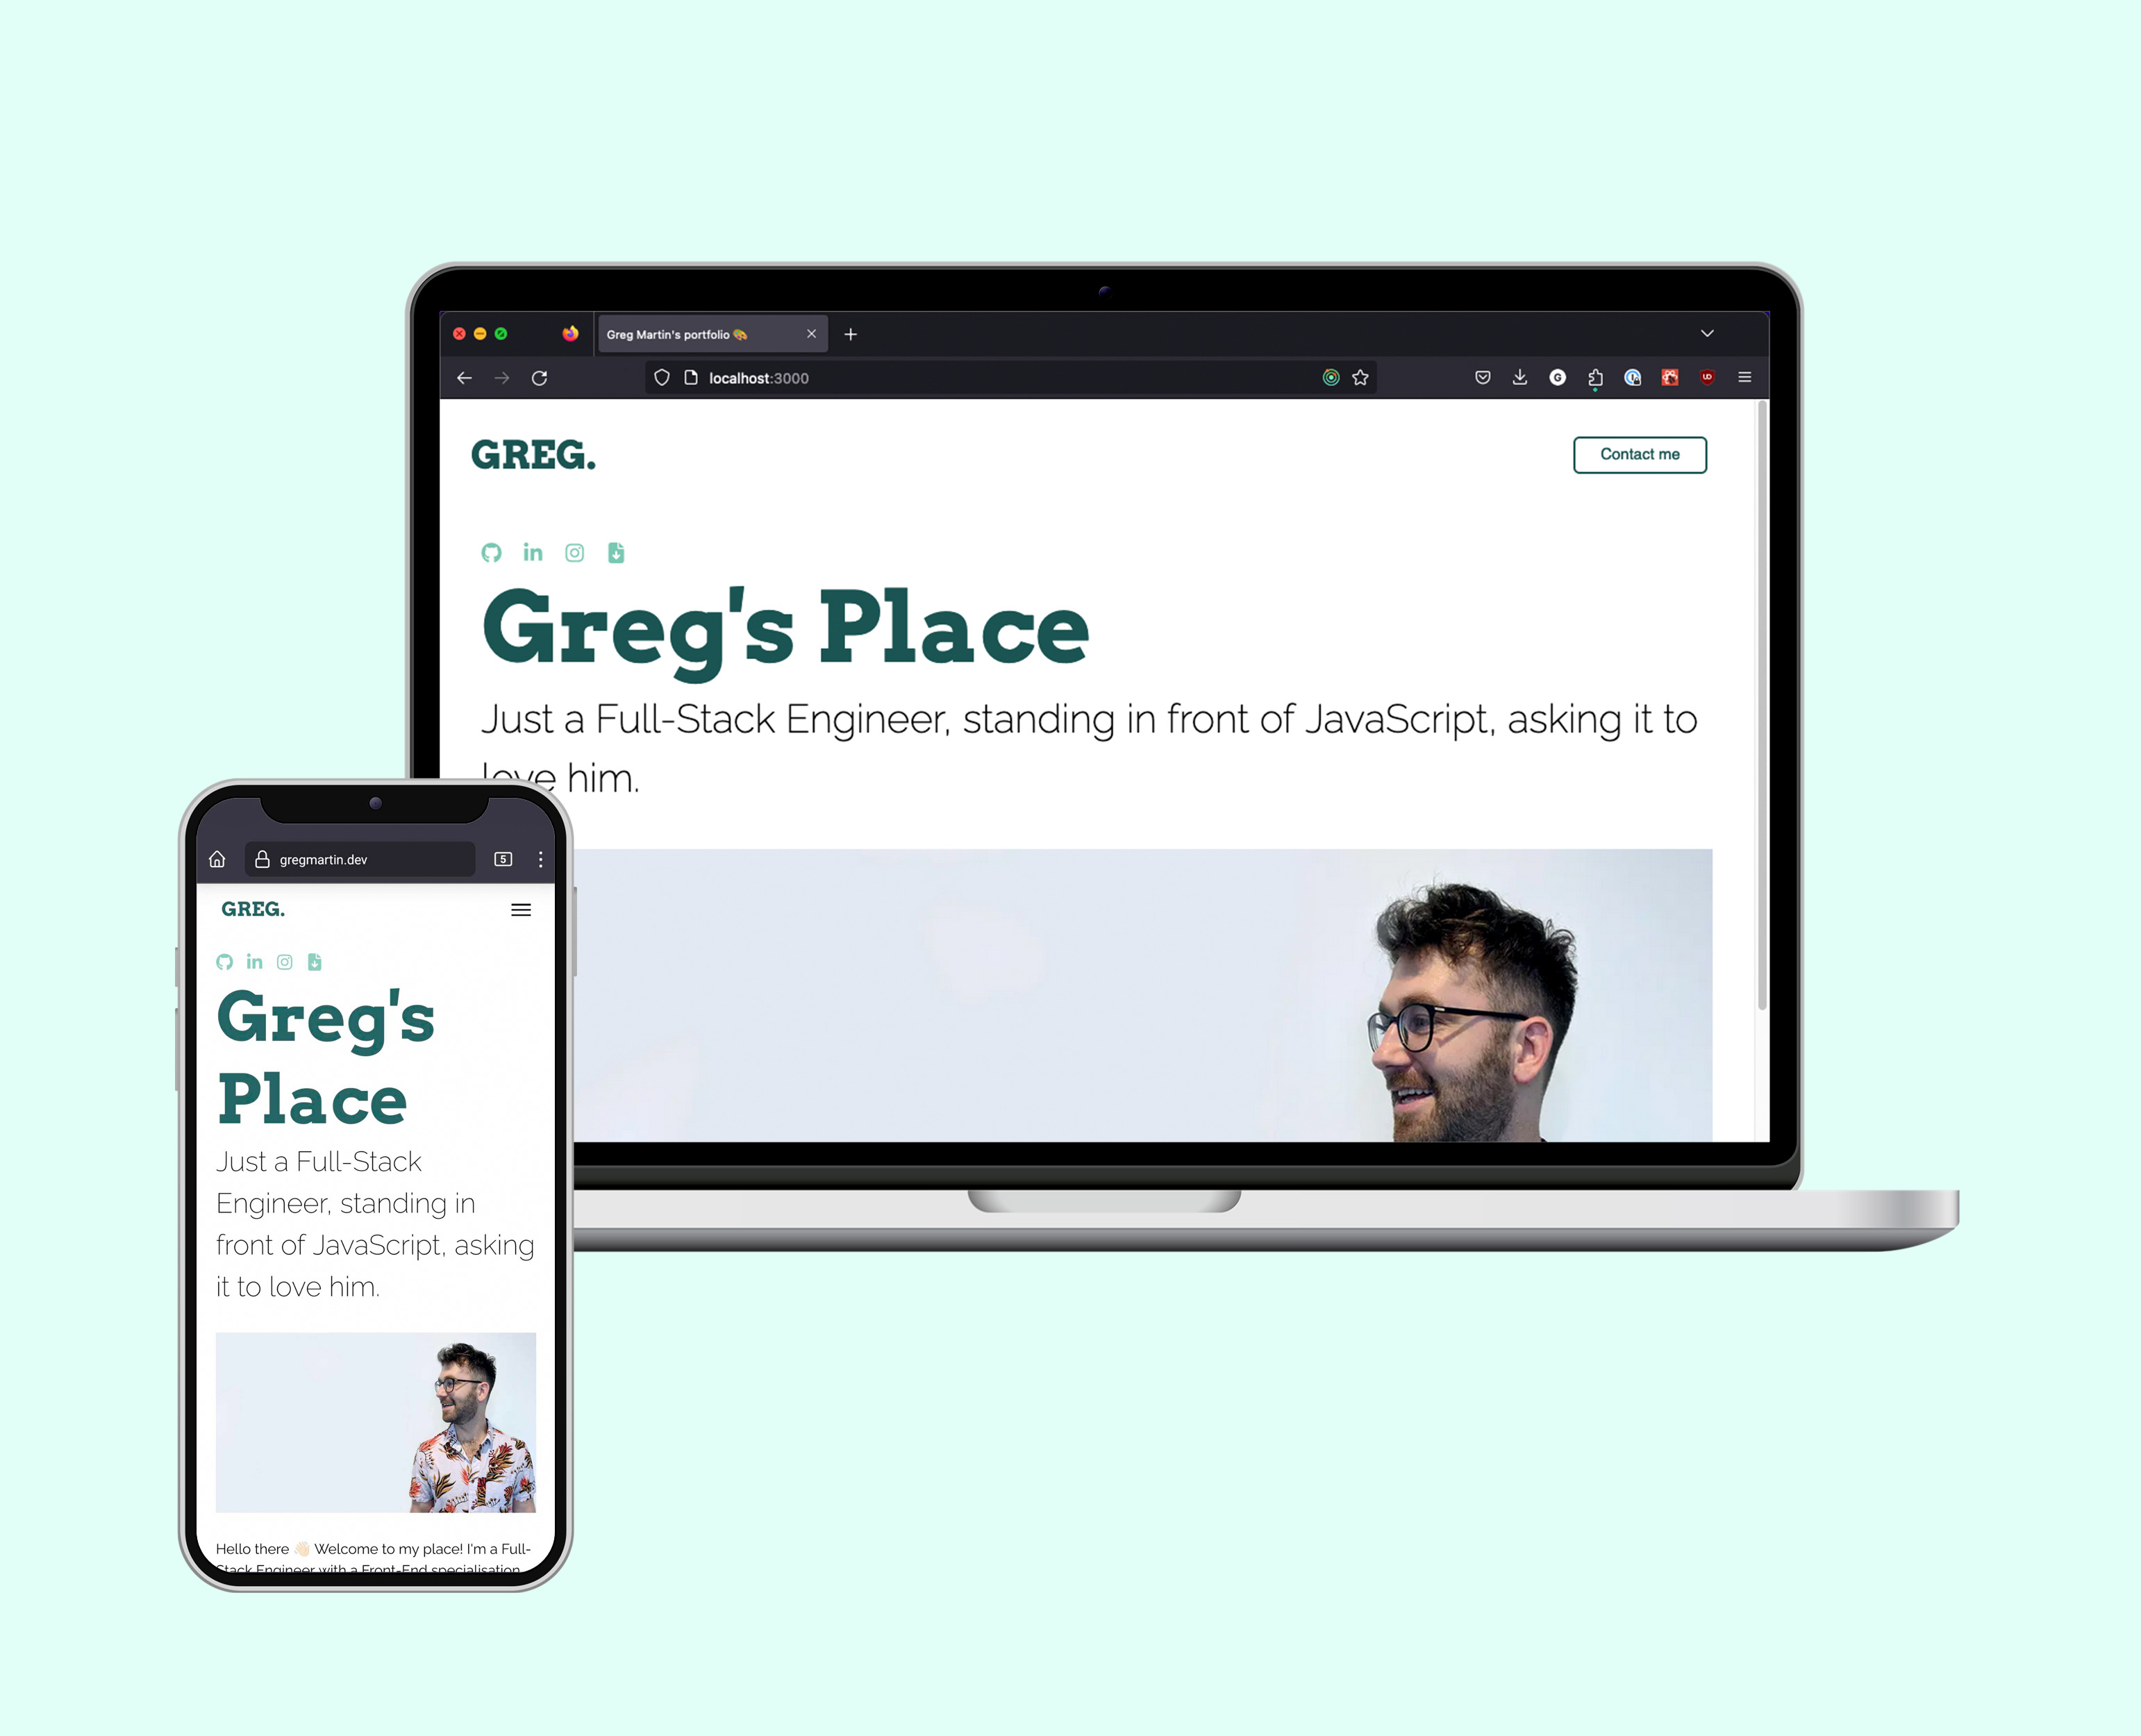 Greg Martin's portfolio 🎨
localhost:3000
GREG.
Contact me
Greg's Place
Just a Full-Stack Engineer, standing in front of JavaScript, asking it to
love him.
gregmartin.dev
5
GREG.
Greg's
Place
Just a Full-Stack
Engineer, standing in
front of JavaScript, asking
it to love him.
Hello there 👋🏻 Welcome to my place! I'm a Full-
Stack Engineer with a Front-End specialisation